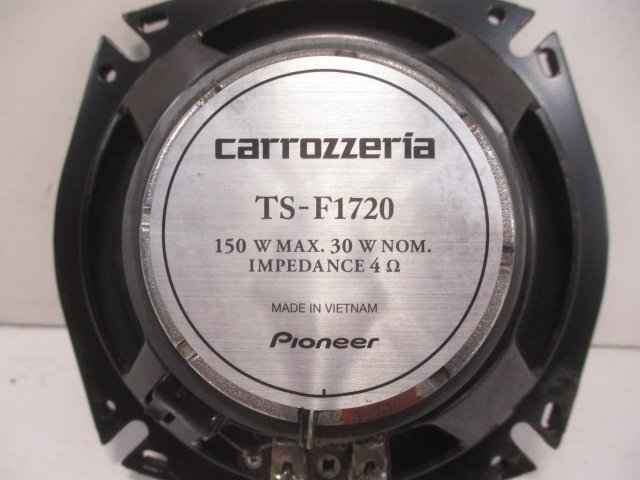 carrozzeria
TS-F1720
150 W MAX. 30 W NOM.
IMPEDANCE 4 Ω
MADE IN VIETNAM
Pioneer